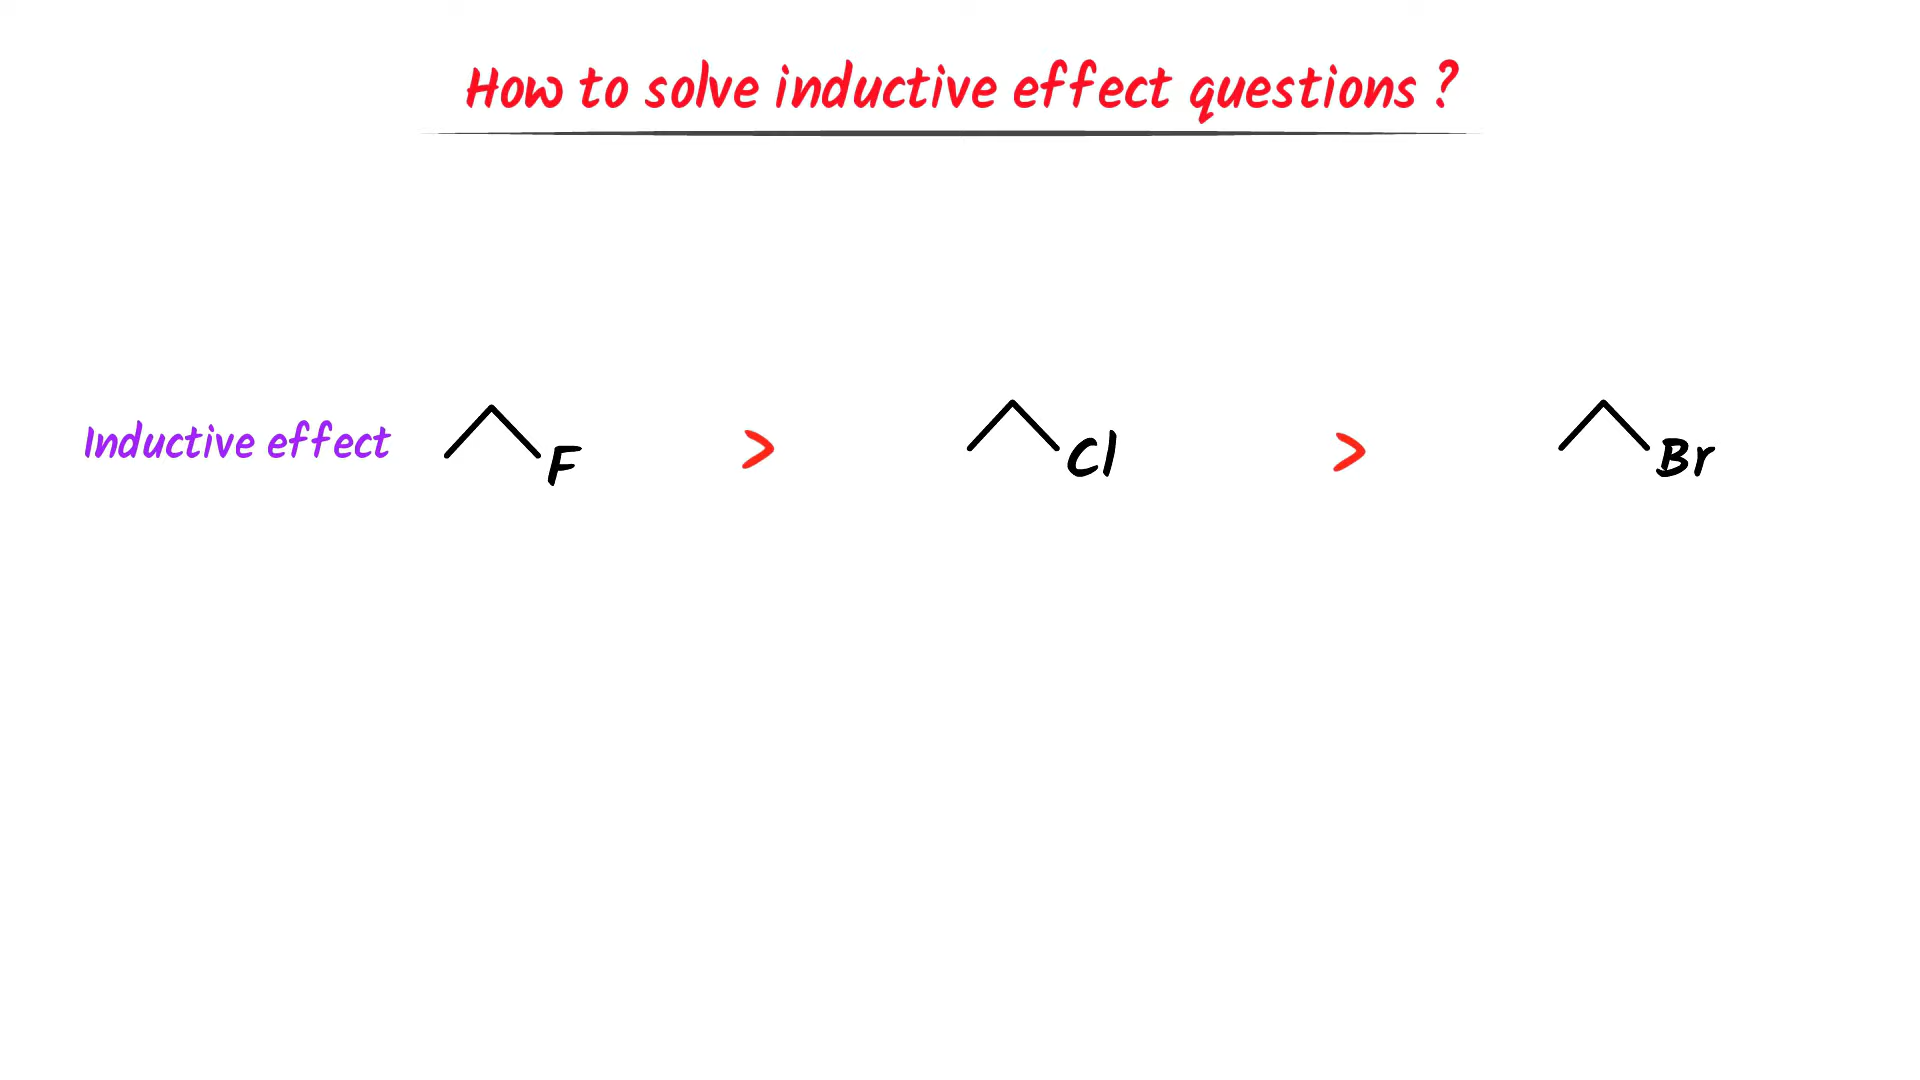 How to solve inductive effect questions ?
Inductive effect F > Cl > Br